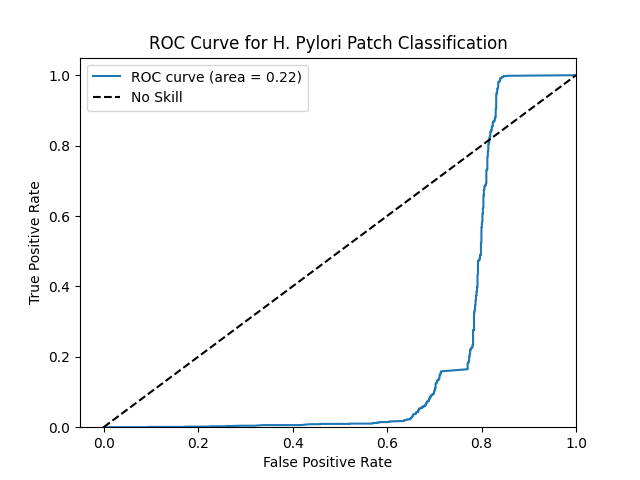 ROC Curve for H. Pylori Patch Classification
ROC curve (area = 0.22)
No Skill
True Positive Rate
1.0
0.8
0.6
0.4
0.2
0.0
0.0 0.2 0.4 0.6 0.8 1.0
False Positive Rate